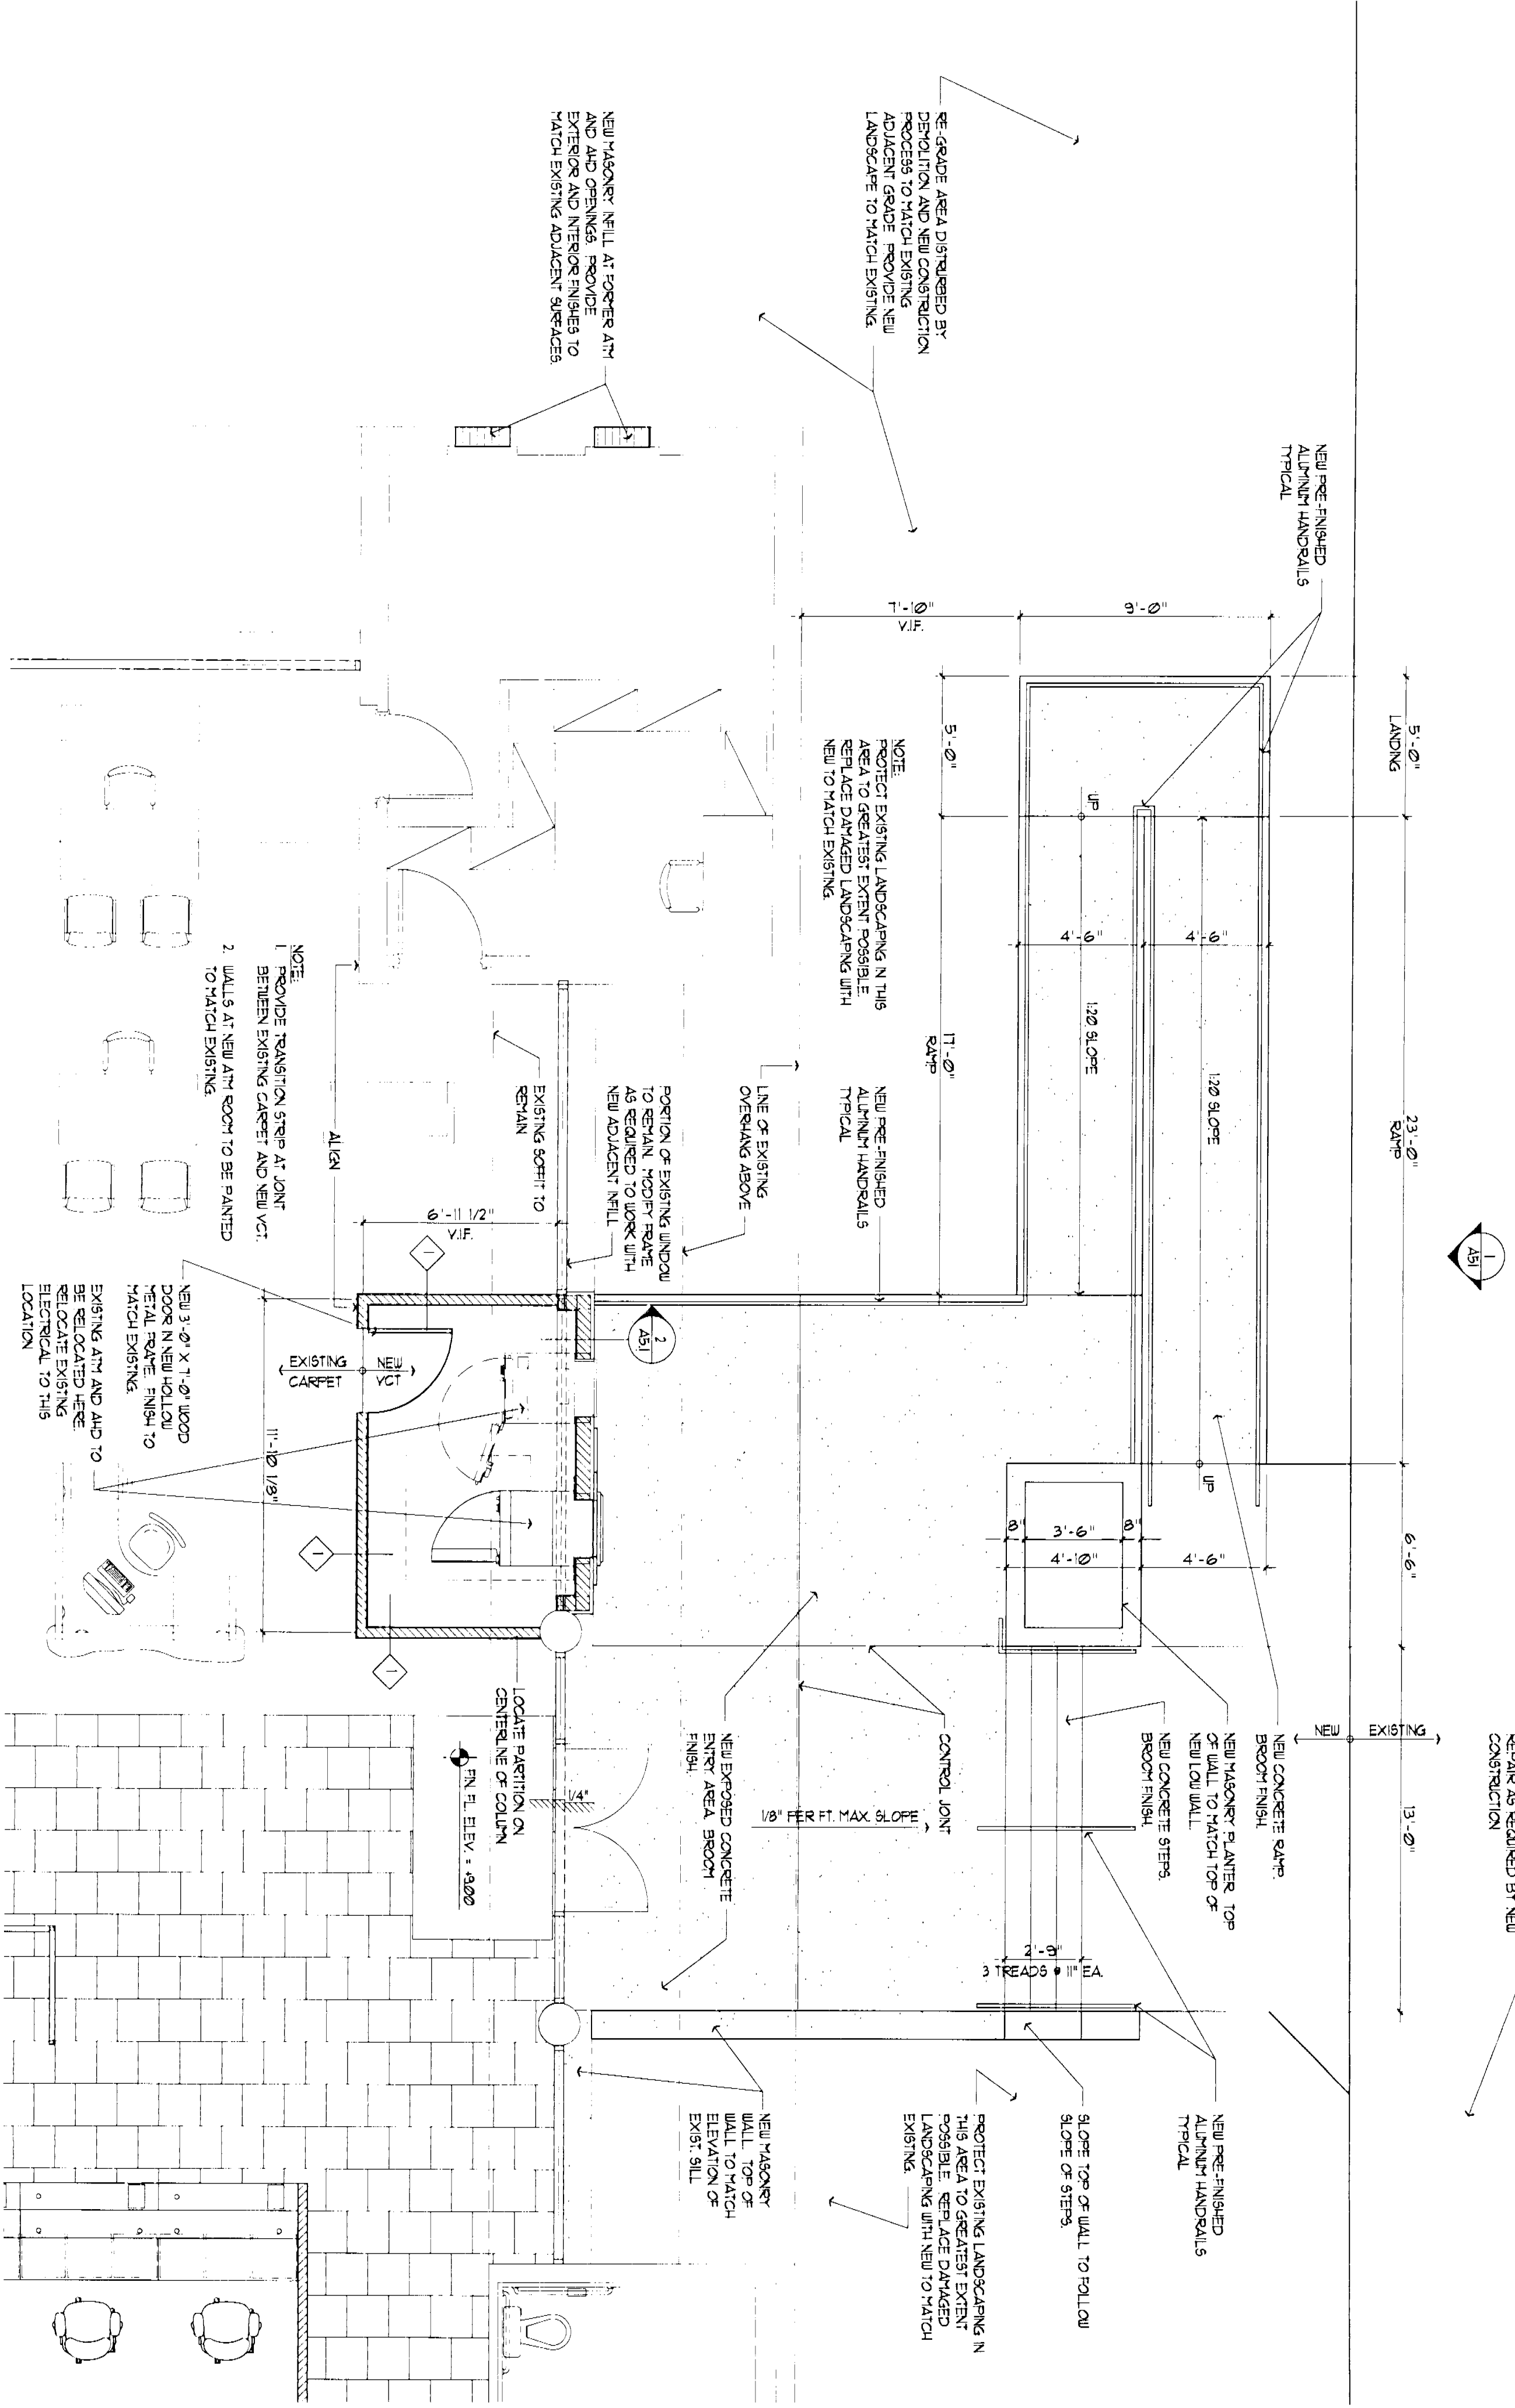 REPAIR AS REQUIRED BY NEW
CONSTRUCTION
RE-GRADE AREA DISTRURBED BY
DEMOLITION AND NEW CONSTRUCTION
PROCESS TO MATCH EXISTING
ADJACENT GRADE. PROVIDE NEW
LANDSCAPE TO MATCH EXISTING.
NEW MASONRY INFILL AT FORMER ATM
AND AHD OPENINGS. PROVIDE
EXTERIOR AND INTERIOR FINISHES TO
MATCH EXISTING ADJACENT SURFACES.
NEW PRE-FINISHED
ALUMINUM HANDRAILS
TYPICAL
7'-10"
V.I.F.
9'-0"
5'-0"
LANDING
23'-0"
RAMP
6'-6"
13'-0"
1
A5.1
5'-0"
17'-0"
RAMP
UP
4'-6"
4'-6"
1:20 SLOPE
1:20 SLOPE
UP
NOTE:
PROTECT EXISTING LANDSCAPING IN THIS
AREA TO GREATEST EXTENT POSSIBLE.
REPLACE DAMAGED LANDSCAPING WITH
NEW TO MATCH EXISTING.
NEW PRE-FINISHED
ALUMINUM HANDRAILS
TYPICAL
LINE OF EXISTING
OVERHANG ABOVE
PORTION OF EXISTING WINDOW
TO REMAIN. MODIFY FRAME
AS REQUIRED TO WORK WITH
NEW ADJACENT INFILL
EXISTING SOFFIT TO
REMAIN
ALIGN
NOTE:
1. PROVIDE TRANSITION STRIP AT JOINT
BETWEEN EXISTING CARPET AND NEW VCT.
2. WALLS AT NEW ATM ROOM TO BE PAINTED
TO MATCH EXISTING.
6'-11 1/2"
V.I.F.
1
2
A5.1
EXISTING
CARPET
NEW
VCT
11'-10 1/8"
1
1
NEW 3'-0" X 7'-0" WOOD
DOOR IN NEW HOLLOW
METAL FRAME. FINISH TO
MATCH EXISTING.
EXISTING ATM AND AHD TO
BE RELOCATED HERE.
RELOCATE EXISTING
ELECTRICAL TO THIS
LOCATION
8"
3'-6"
8"
4'-10"
4'-6"
NEW
EXISTING
NEW CONCRETE RAMP.
BROOM FINISH.
NEW MASONRY PLANTER. TOP
OF WALL TO MATCH TOP OF
NEW LOW WALL
NEW CONCRETE STEPS.
BROOM FINISH.
CONTROL JOINT
1/8" PER FT. MAX. SLOPE
NEW EXPOSED CONCRETE
ENTRY AREA. BROOM
FINISH.
1/4"
LOCATE PARTITION ON
CENTERLINE OF COLUMN
FIN. FL. ELEV. = +9.00
2'-9"
3 TREADS @ 11" EA.
NEW PRE-FINISHED
ALUMINUM HANDRAILS
TYPICAL
SLOPE TOP OF WALL TO FOLLOW
SLOPE OF STEPS.
PROTECT EXISTING LANDSCAPING IN
THIS AREA TO GREATEST EXTENT
POSSIBLE. REPLACE DAMAGED
LANDSCAPING WITH NEW TO MATCH
EXISTING.
NEW MASONRY
WALL. TOP OF
WALL TO MATCH
ELEVATION OF
EXIST. SILL